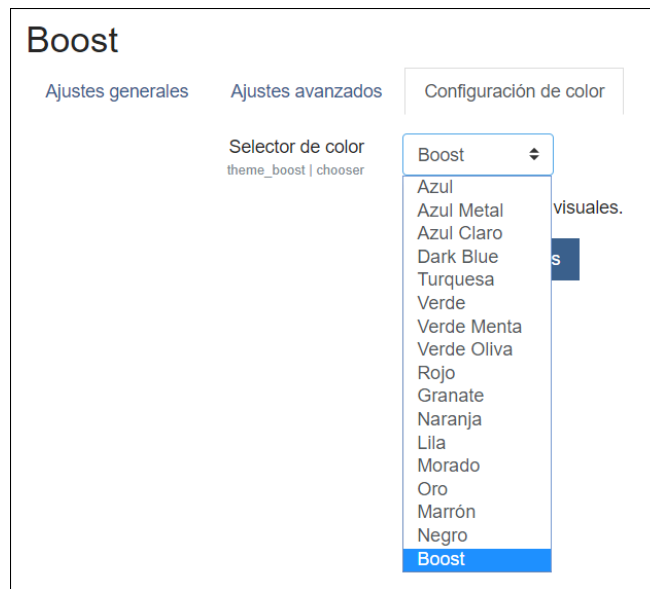 Boost
Ajustes generales Ajustes avanzados Configuración de color
Selector de color Boost
theme_boost | chooser
Azul
Azul Metal
visuales.
Azul Claro
Dark Blue
s
Turquesa
Verde
Verde Menta
Verde Oliva
Rojo
Granate
Naranja
Lila
Morado
Oro
Marrón
Negro
Boost